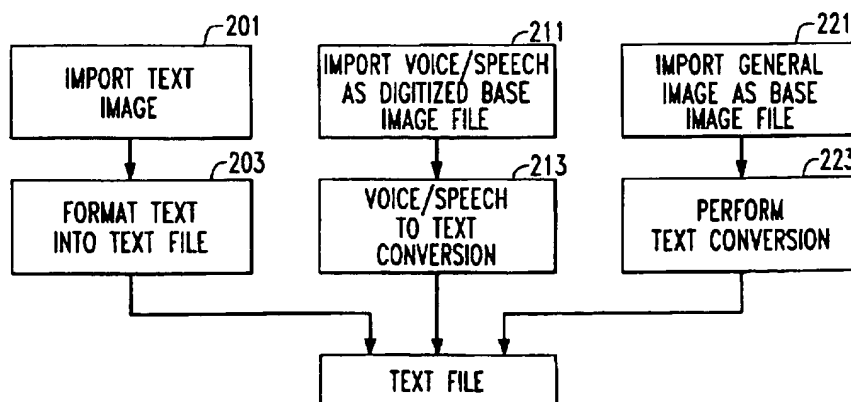 201
IMPORT TEXT
IMAGE
211
IMPORT VOICE/SPEECH
AS DIGITIZED BASE
IMAGE FILE
221
IMPORT GENERAL
IMAGE AS BASE
IMAGE FILE
203
FORMAT TEXT
INTO TEXT FILE
213
VOICE/SPEECH
TO TEXT
CONVERSION
223
PERFORM
TEXT CONVERSION
TEXT FILE